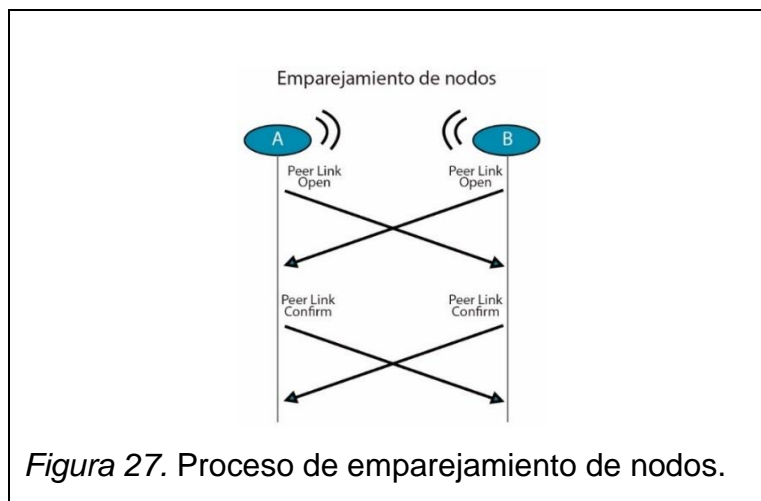 Emparejamiento de nodos
A
B
Peer Link
Open
Peer Link
Open
Peer Link
Confirm
Peer Link
Confirm
Figura 27. Proceso de emparejamiento de nodos.